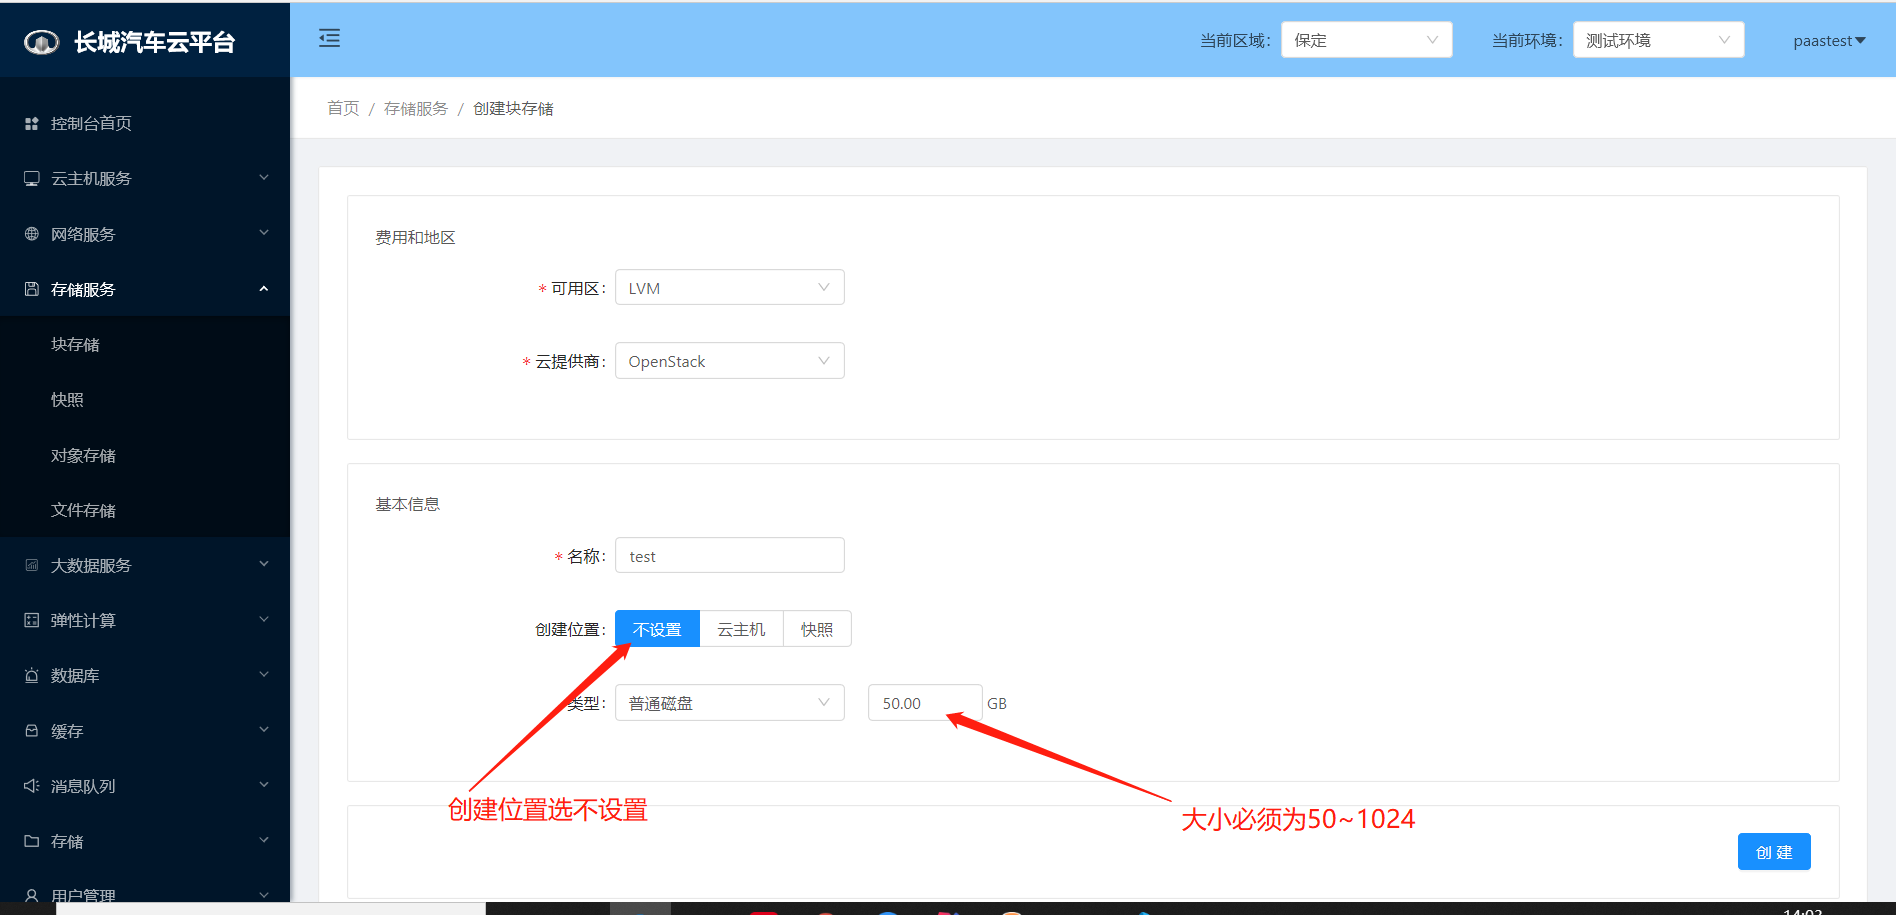 长城汽车云平台
当前区域： 保定 当前环境： 测试环境 paastest
首页 / 存储服务 / 创建块存储
控制台首页
云主机服务
网络服务
存储服务
块存储
快照
对象存储
文件存储
大数据服务
弹性计算
数据库
缓存
消息队列
存储
用户管理
费用和地区
* 可用区： LVM
* 云提供商： OpenStack
基本信息
* 名称： test
创建位置： 不设置 云主机 快照
类型： 普通磁盘 50.00 GB
创建位置选不设置
大小必须为50~1024
创 建